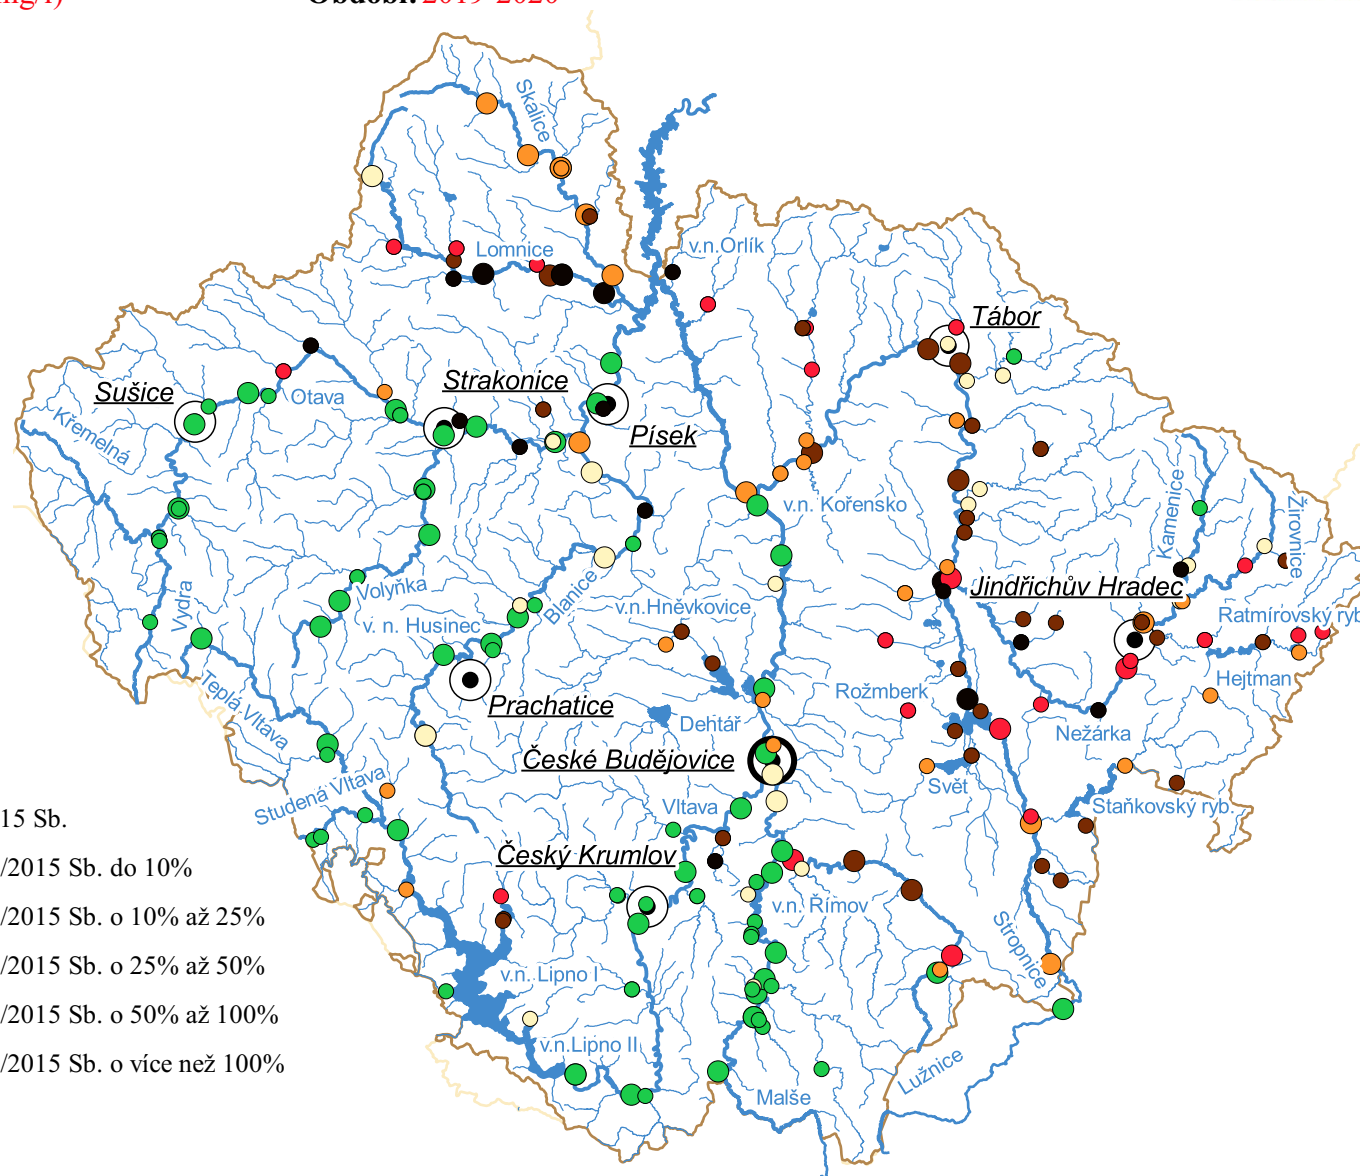 mg/l)
Období: 2019-2020
Skalice
Lomnice
v.n.Orlík
Tábor
Sušice
Strakonice
Otava
Křemelná
Písek
v.n. Kořensko
Kamenice
Žirovnice
Vydra
Volyňka
Blanice
v.n.Hněvkovice
Jindřichův Hradec
v. n. Husinec
Ratmírovský ryb.
Hejtman
Teplá Vltava
Prachatice
Rožmberk
Dehtář
Nežárka
České Budějovice
Svět
Studená Vltava
Vltava
Staňkovský ryb.
15 Sb.
Český Krumlov
/2015 Sb. do 10%
v.n. Římov
/2015 Sb. o 10% až 25%
Stropnice
/2015 Sb. o 25% až 50%
v.n. Lipno I
/2015 Sb. o 50% až 100%
v.n.Lipno II
/2015 Sb. o více než 100%
Lužnice
Malše